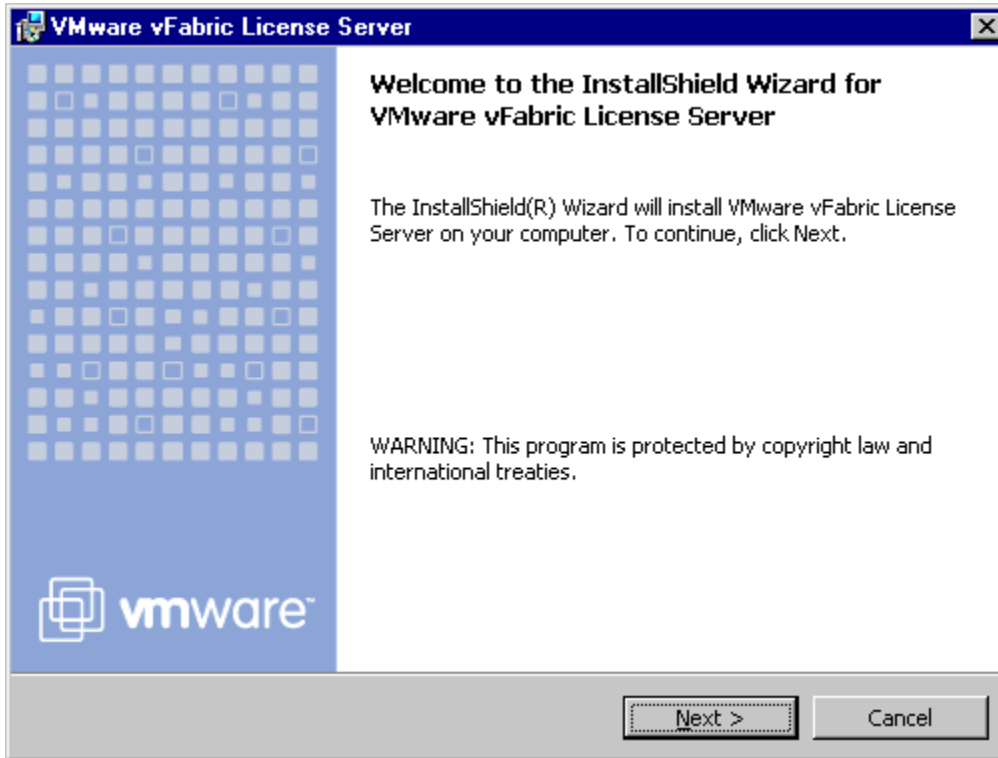 VMware vFabric License Server
Welcome to the InstallShield Wizard for
VMware vFabric License Server
The InstallShield(R) Wizard will install VMware vFabric License
Server on your computer. To continue, click Next.
WARNING: This program is protected by copyright law and
international treaties.
vmware™
Next >
Cancel